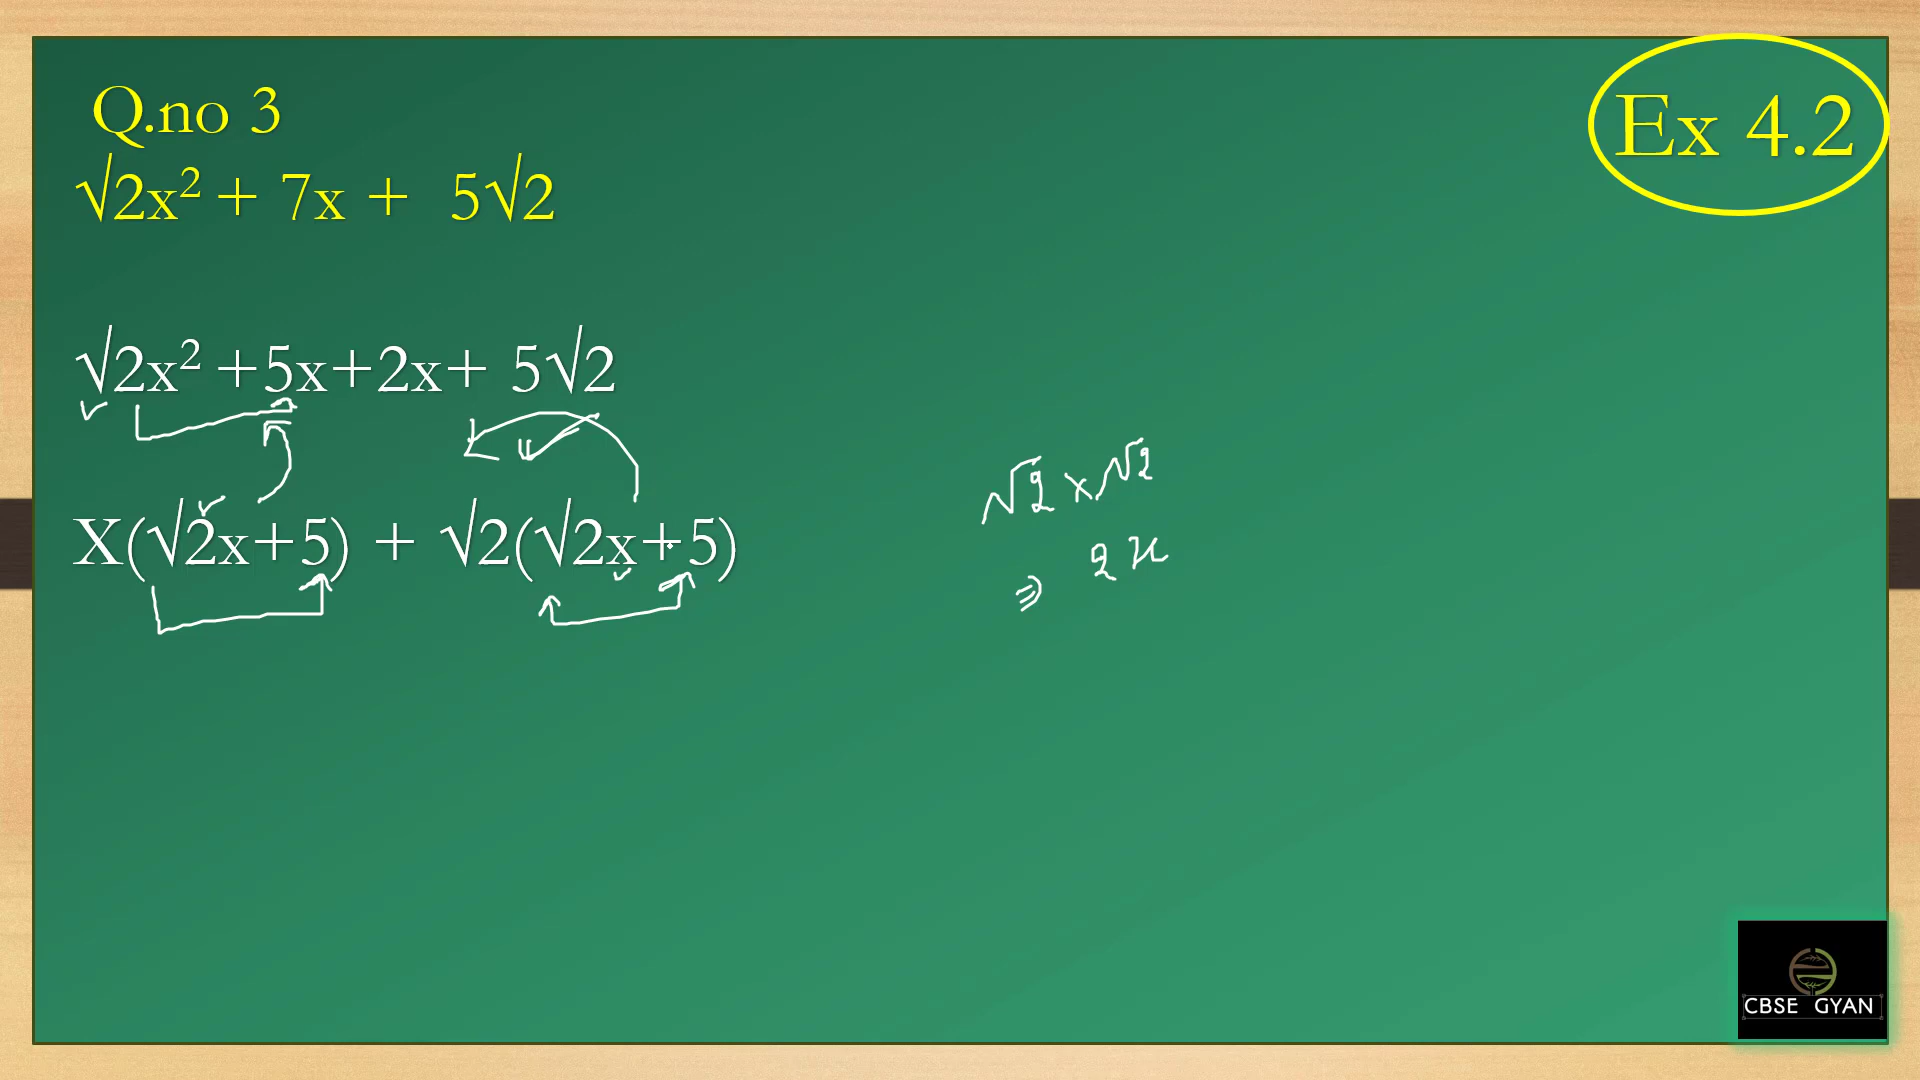 Q.no 3
Ex 4.2
√2x² + 7x + 5√2
√2x² +5x+2x+ 5√2
√2 x √2
X(√2x+5) + √2(√2x+5)
⇒ 2x
CBSE GYAN